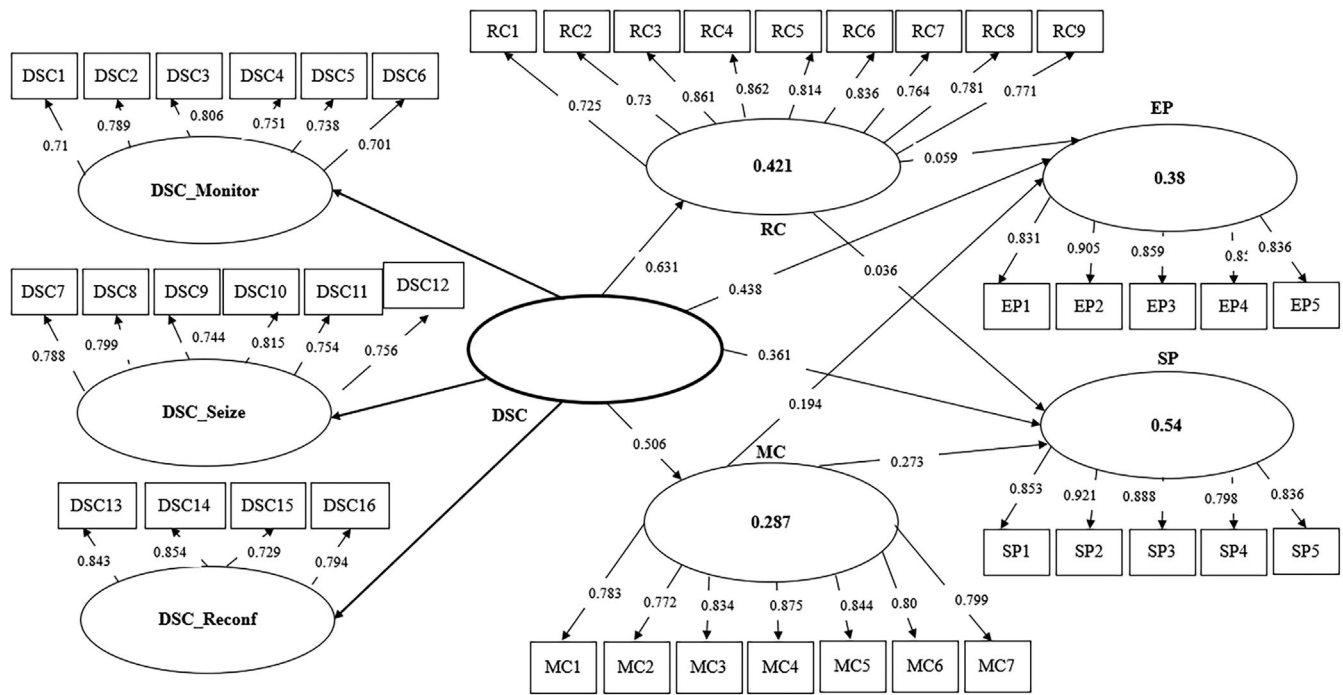 RC1 RC2 RC3 RC4 RC5 RC6 RC7 RC8 RC9
DSC1 DSC2 DSC3 DSC4 DSC5 DSC6
0.725 0.73 0.861 0.862 0.814 0.836 0.764 0.781 0.771
0.71 0.789 0.806 0.751 0.738 0.701
EP
0.059
0.421
0.38
DSC_Monitor
RC
0.831 0.905 0.859 0.836
0.631
0.036
0.438
DSC7 DSC8 DSC9 DSC10 DSC11 DSC12
EP1 EP2 EP3 EP4 EP5
0.788 0.799 0.744 0.815 0.754 0.756
0.361
SP
0.194
DSC_Seize
DSC
0.54
0.506
MC
0.273
0.853 0.921 0.888 0.798 0.836
DSC13 DSC14 DSC15 DSC16
0.287
0.843 0.854 0.729 0.794
SP1 SP2 SP3 SP4 SP5
0.783 0.772 0.834 0.875 0.844 0.80 0.799
DSC_Reconf
MC1 MC2 MC3 MC4 MC5 MC6 MC7